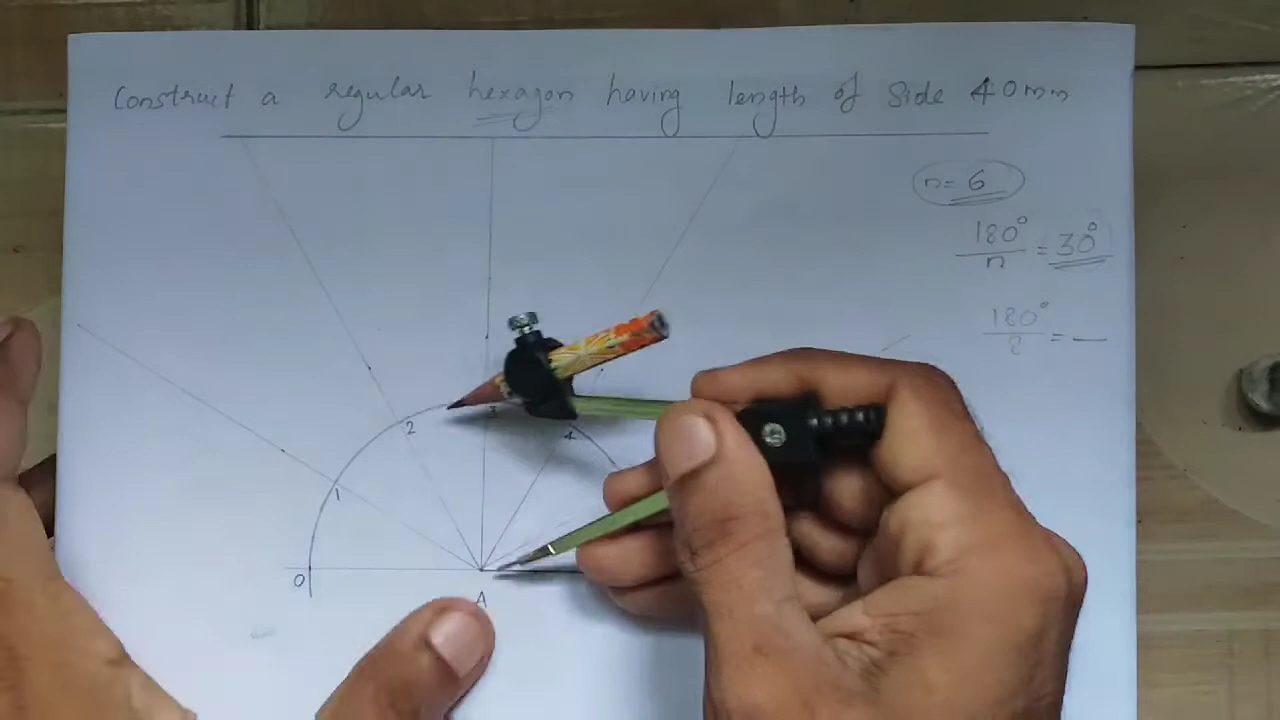 Construct a regular hexagon having length of side 40mm
n=6
180°/n = 30°
180°/8 = _
2
3
4
1
0
A